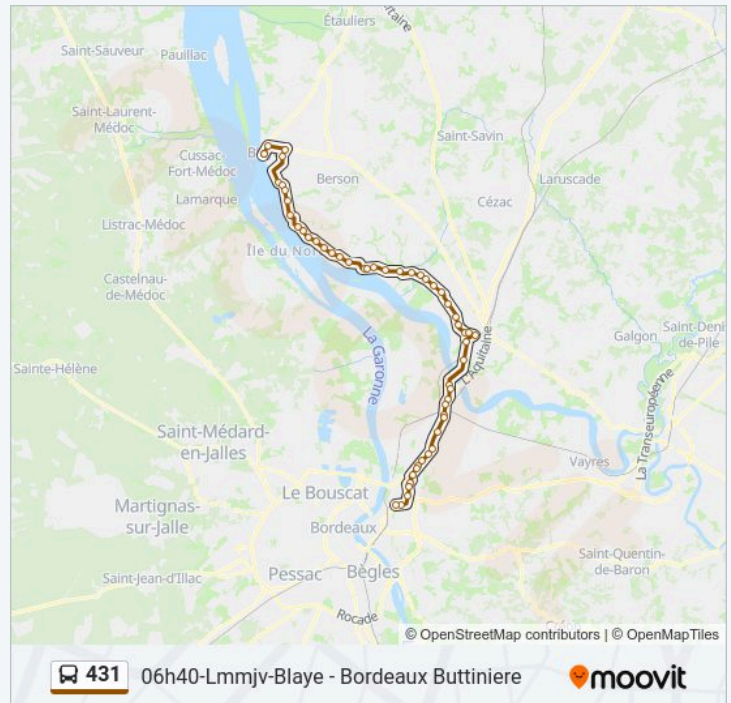 Étauliers
Aquitaine
Saint-Sauveur
Pauillac
Saint-Laurent-
Médoc
Saint-Savin
Cussac-
Fort-Médoc
Berson
Laruscade
Lamarque
Cézac
Listrac-Médoc
Île du Nor
Castelnau-
de-Médoc
La Garonne
L'Aquitaine
Galgon
Saint-Denis
de-Pile
Sainte-Hélène
La Transeuropéenne
Saint-Médard-
en-Jalles
Vayres
Le Bouscat
Martignas-
sur-Jalle
Bordeaux
Saint-Quentin-
de-Baron
Saint-Jean-d'Illac
Pessac
Bègles
Rocade
© OpenStreetMap contributors | © OpenMapTiles
431 06h40-Lmmjv-Blaye - Bordeaux Buttiniere
moovit